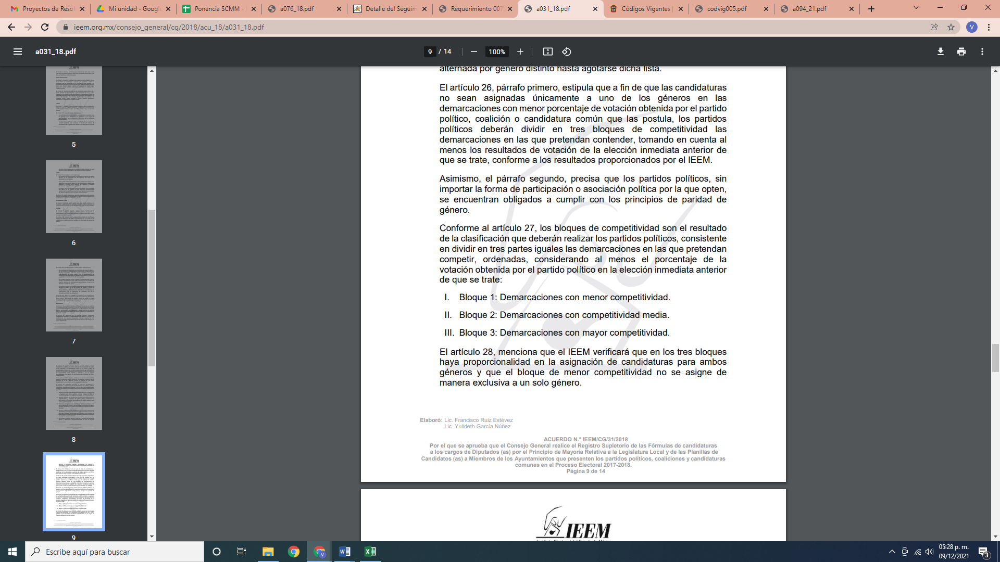 Proyectos de Resol
Mi unidad - Google
Ponencia SCMM -
a076_18.pdf
Detalle del Seguim
Requerimiento 007
a031_18.pdf
Códigos Vigentes
codvig005.pdf
a094_21.pdf
ieem.org.mx/consejo_general/cg/2018/acu_18/a031_18.pdf
V
a031_18.pdf
9 / 14
100%
5
6
7
8
9
alternada por género distinto hasta agotarse dicha lista.
El artículo 26, párrafo primero, estipula que a fin de que las candidaturas
no sean asignadas únicamente a uno de los géneros en las
demarcaciones con menor porcentaje de votación obtenida por el partido
político, coalición o candidatura común que las postula, los partidos
políticos deberán dividir en tres bloques de competitividad las
demarcaciones en las que pretendan contender, tomando en cuenta al
menos los resultados de votación de la elección inmediata anterior de
que se trate, conforme a los resultados proporcionados por el IEEM.
Asimismo, el párrafo segundo, precisa que los partidos políticos, sin
importar la forma de participación o asociación política por la que opten,
se encuentran obligados a cumplir con los principios de paridad de
género.
Conforme al artículo 27, los bloques de competitividad son el resultado
de la clasificación que deberán realizar los partidos políticos, consistente
en dividir en tres partes iguales las demarcaciones en las que pretendan
competir, ordenadas, considerando al menos el porcentaje de la
votación obtenida por el partido político en la elección inmediata anterior
de que se trate:
I. Bloque 1: Demarcaciones con menor competitividad.
II. Bloque 2: Demarcaciones con competitividad media.
III. Bloque 3: Demarcaciones con mayor competitividad.
El artículo 28, menciona que el IEEM verificará que en los tres bloques
haya proporcionalidad en la asignación de candidaturas para ambos
géneros y que el bloque de menor competitividad no se asigne de
manera exclusiva a un solo género.
Elaboró: Lic. Francisco Ruiz Estévez
Lic. Yulideth García Núñez
ACUERDO N.° IEEM/CG/31/2018
Por el que se aprueba que el Consejo General realice el Registro Supletorio de las Fórmulas de candidaturas
a los cargos de Diputados (as) por el Principio de Mayoría Relativa a la Legislatura Local y de las Planillas de
Candidatos (as) a Miembros de los Ayuntamientos que presenten los partidos políticos, coaliciones y candidaturas
comunes en el Proceso Electoral 2017-2018.
Página 9 de 14
IEEM
Escribe aquí para buscar
05:28 p. m.
09/12/2021
3